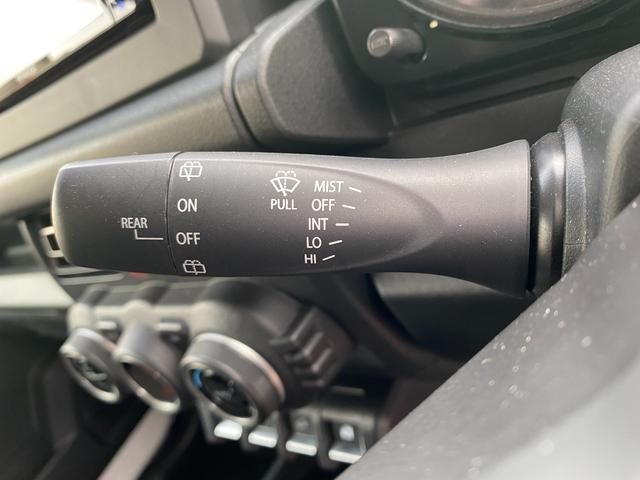 REAR
ON
OFF
PULL
MIST
OFF
INT
LO
HI